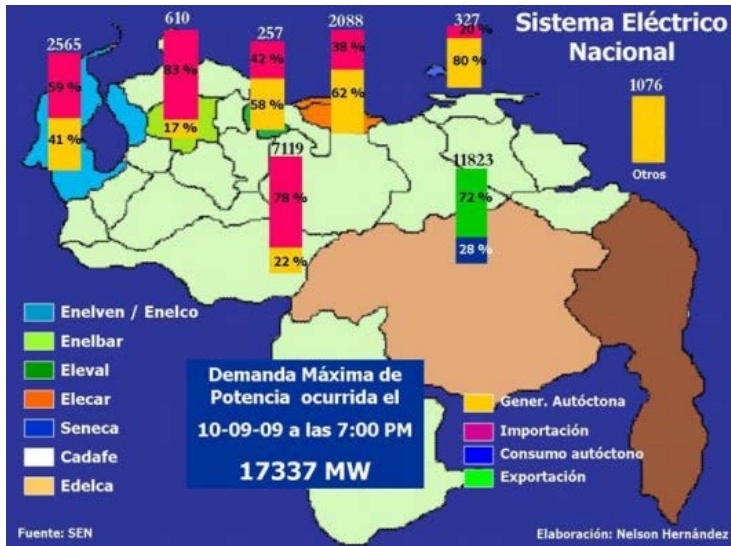 Sistema Eléctrico
Nacional
2565
59 %
41 %
610
83 %
17 %
257
42 %
58 %
2088
38 %
62 %
327
20 %
80 %
1076
Otros
7119
78 %
22 %
11823
72 %
28 %
Enelven / Enelco
Enelbar
Eleval
Elecar
Seneca
Cadafe
Edelca
Demanda Máxima de
Potencia ocurrida el
10-09-09 a las 7:00 PM
17337 MW
Gener. Autóctona
Importación
Consumo autóctono
Exportación
Fuente: SEN
Elaboración: Nelson Hernández